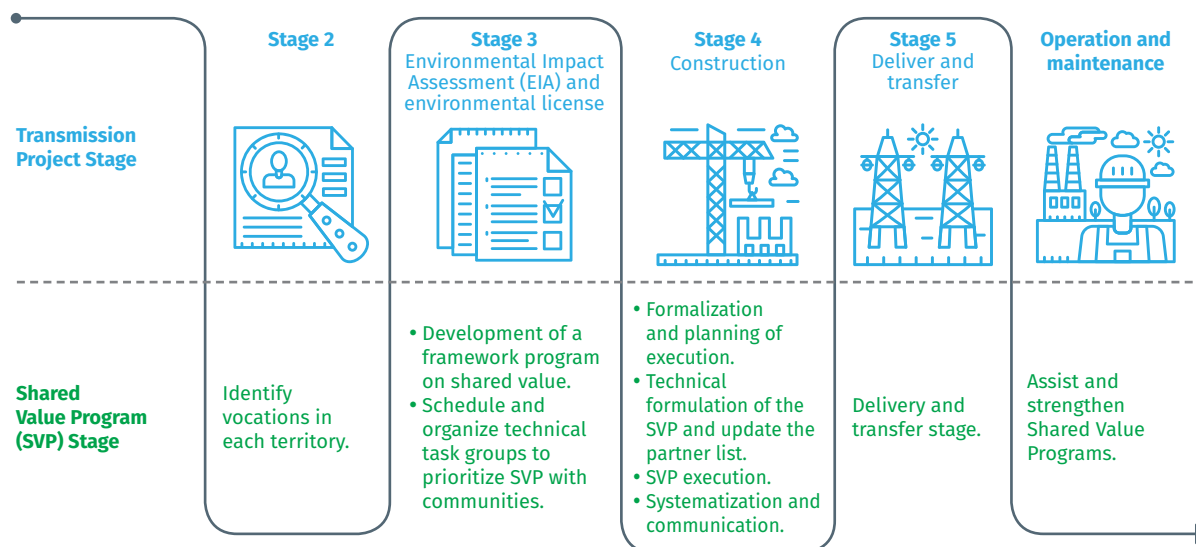 Transmission
Project Stage
Stage 2
Stage 3
Environmental Impact
Assessment (EIA) and
environmental license
Stage 4
Construction
Stage 5
Deliver and
transfer
Operation and
maintenance
Shared
Value Program
(SVP) Stage
Identify
vocations in
each territory.
• Development of a
framework program
on shared value.
• Schedule and
organize technical
task groups to
prioritize SVP with
communities.
• Formalization
and planning of
execution.
• Technical
formulation of the
SVP and update the
partner list.
• SVP execution.
• Systematization and
communication.
Delivery and
transfer stage.
Assist and
strengthen
Shared Value
Programs.